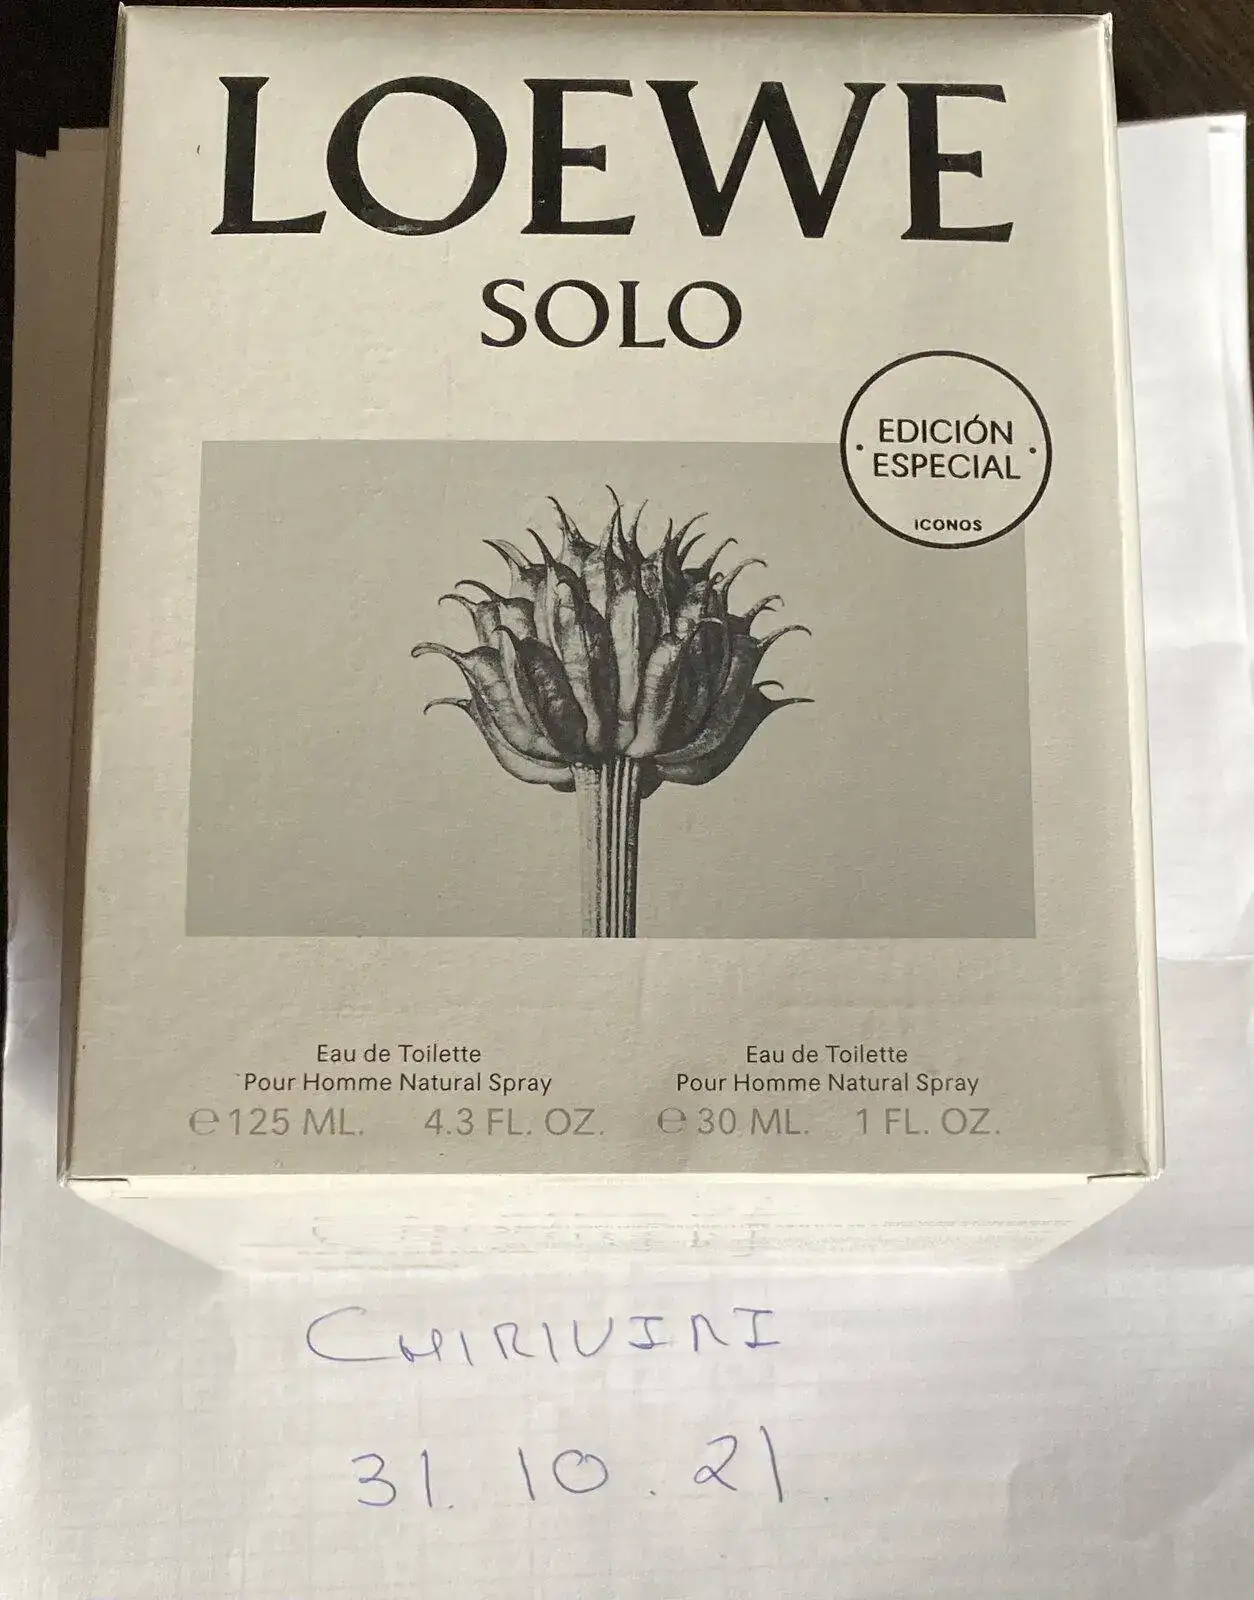 LOEWE
SOLO
EDICIÓN
ESPECIAL
ICONOS
Eau de Toilette
Pour Homme Natural Spray
℮ 125 ML. 4.3 FL. OZ.
Eau de Toilette
Pour Homme Natural Spray
℮ 30 ML. 1 FL. OZ.
CHIRIVIRI
31. 10. 21.